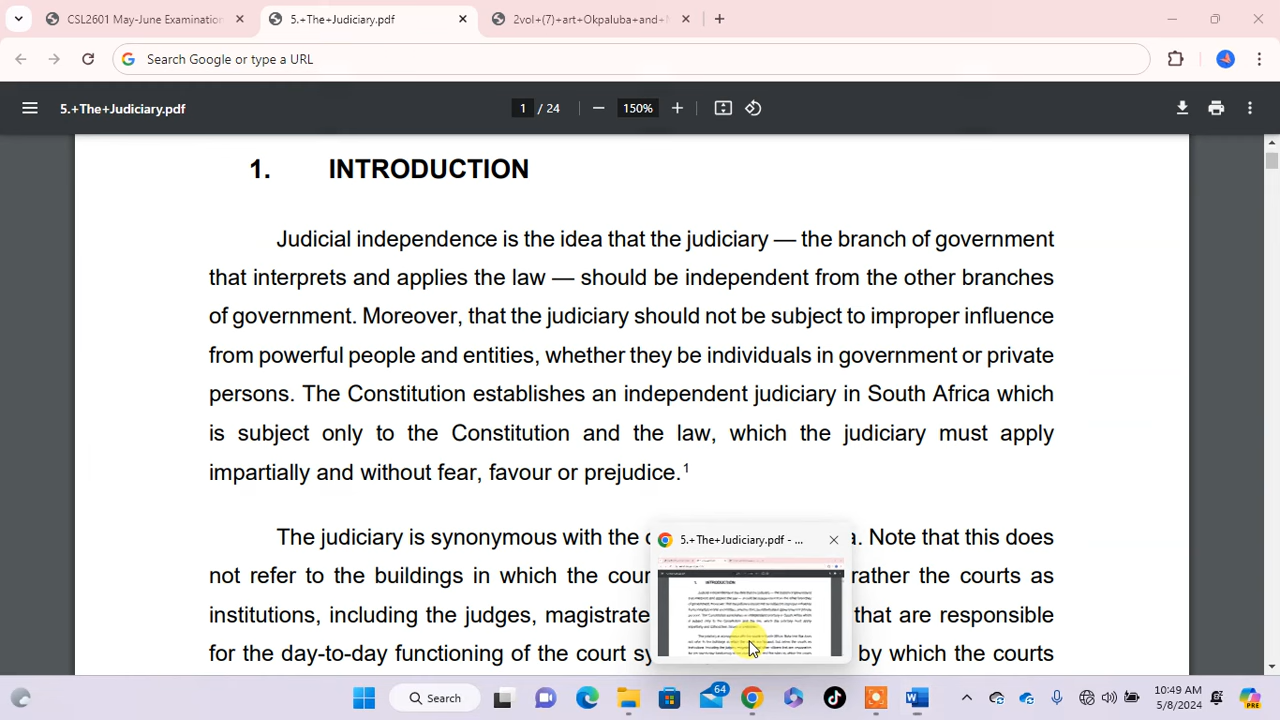 CSL2601 May-June Examination
5.+The+Judiciary.pdf
2vol+(7)+art+Okpaluba+and+
Search Google or type a URL
5.+The+Judiciary.pdf
1 / 24
150%
1. INTRODUCTION
Judicial independence is the idea that the judiciary — the branch of government
that interprets and applies the law — should be independent from the other branches
of government. Moreover, that the judiciary should not be subject to improper influence
from powerful people and entities, whether they be individuals in government or private
persons. The Constitution establishes an independent judiciary in South Africa which
is subject only to the Constitution and the law, which the judiciary must apply
impartially and without fear, favour or prejudice.¹
The judiciary is synonymous with the c a. Note that this does
not refer to the buildings in which the cour rather the courts as
institutions, including the judges, magistrate that are responsible
for the day-to-day functioning of the court sy by which the courts
5.+The+Judiciary.pdf - ...
Search
64
10:49 AM
5/8/2024
PRE